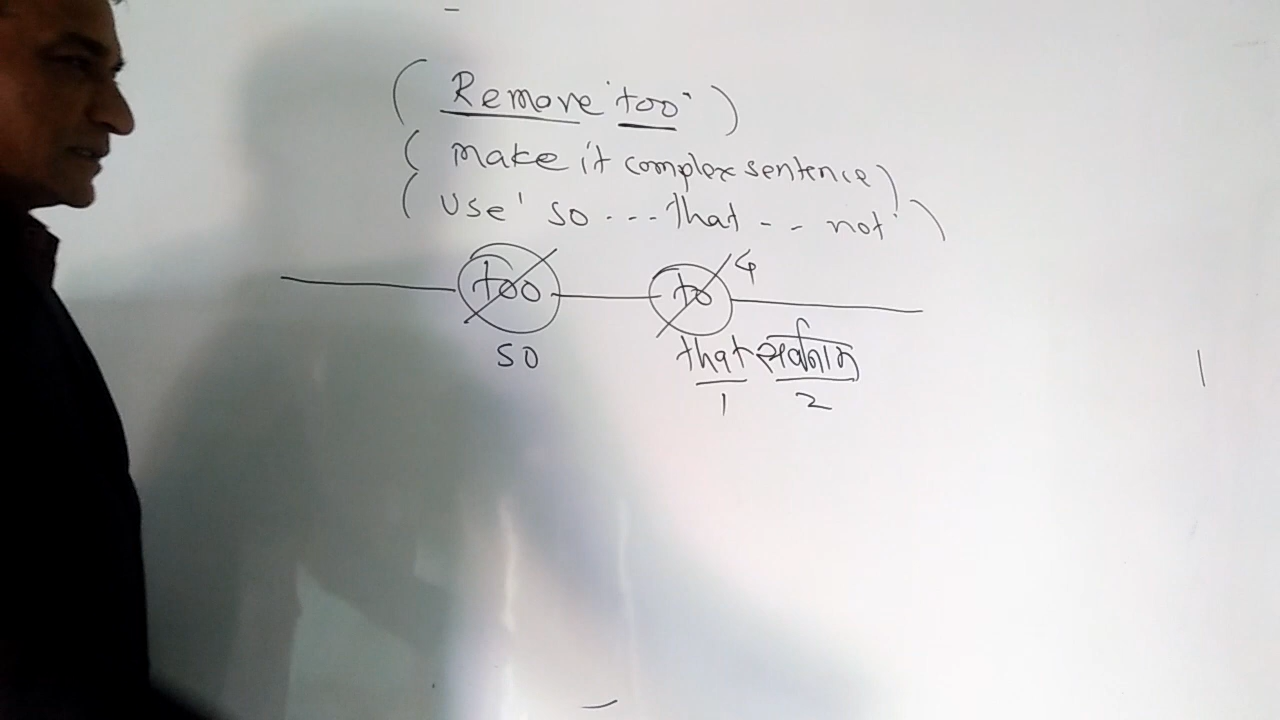 ( Remove "too" )
( make it complex sentence )
( use ' so --- that -- not' )
too to 4
so that सर्वनाम
1 2